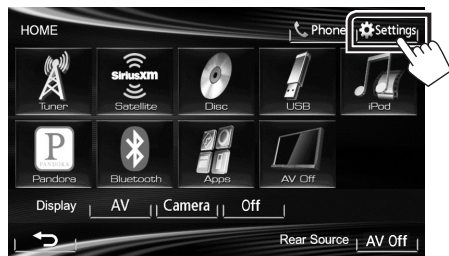 HOME Phone Settings
SiriusXM
Tuner Satellite Disc USB iPod
P
PANDORA
Pandora Bluetooth Apps AV Off
Display AV Camera Off
Rear Source AV Off